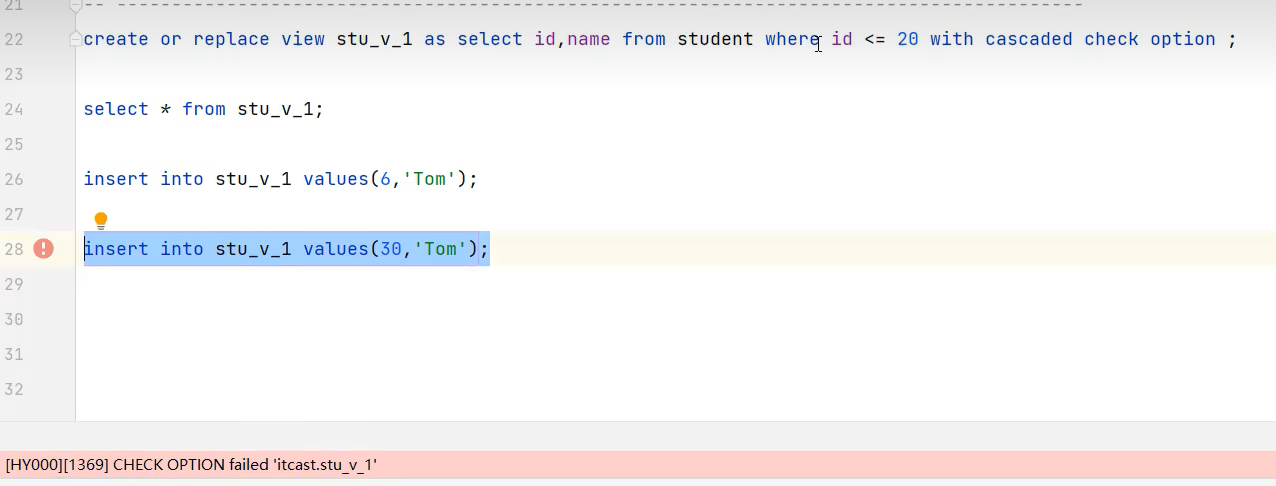 21 -- ----------------------------------------------------------------------------------------
22 create or replace view stu_v_1 as select id,name from student where id <= 20 with cascaded check option ;
23
24 select * from stu_v_1;
25
26 insert into stu_v_1 values(6,'Tom');
27
28 insert into stu_v_1 values(30,'Tom');
29
30
31
32
[HY000][1369] CHECK OPTION failed 'itcast.stu_v_1'